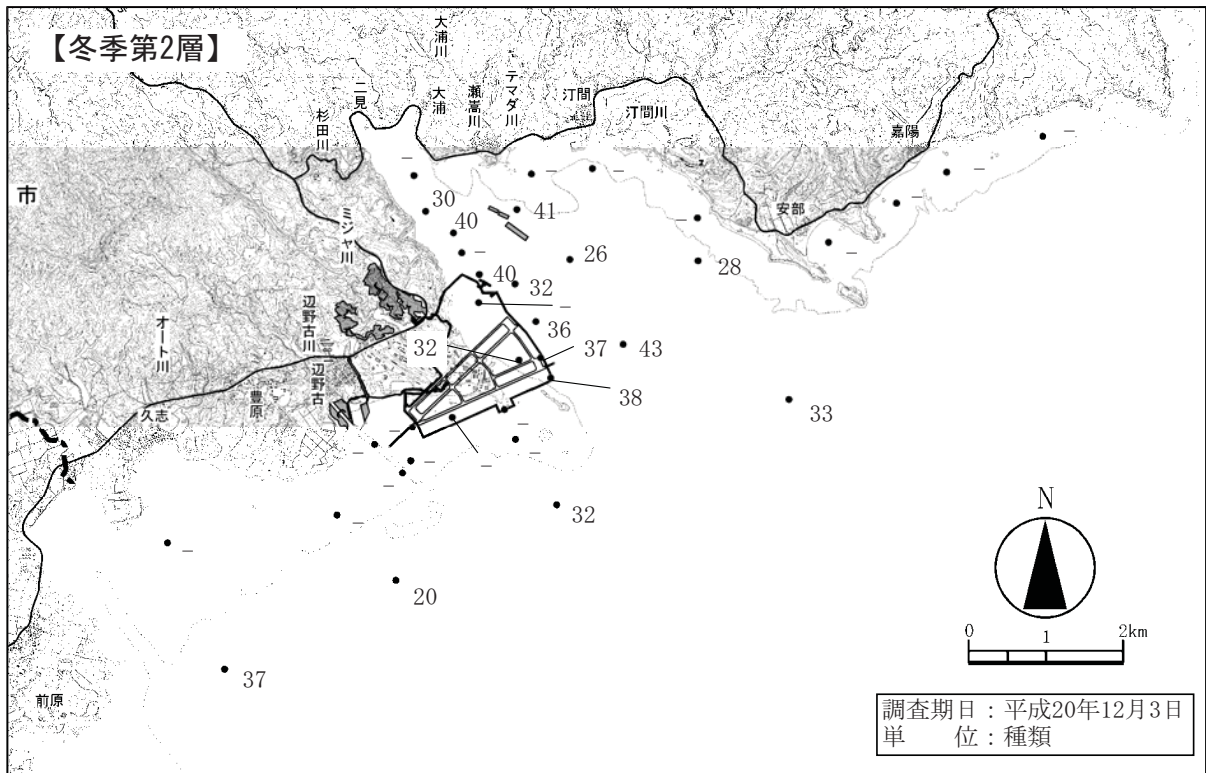 【冬季第2層】
大浦川
テマダ川
瀬嵩川
大浦
二見
杉田川
汀間
汀間川
嘉陽
安部
市
ミジャ川
辺野古川
辺野古
オート川
豊原
久志
前原
－
－
－
－
－
－
－
－
30
41
40
－
26
28
40
32
－
36
32
37
43
38
33
－
－
－
－
－
－
－
32
－
－
20
37
N
0 1 2km
調査期日：平成20年12月3日
単　　位：種類